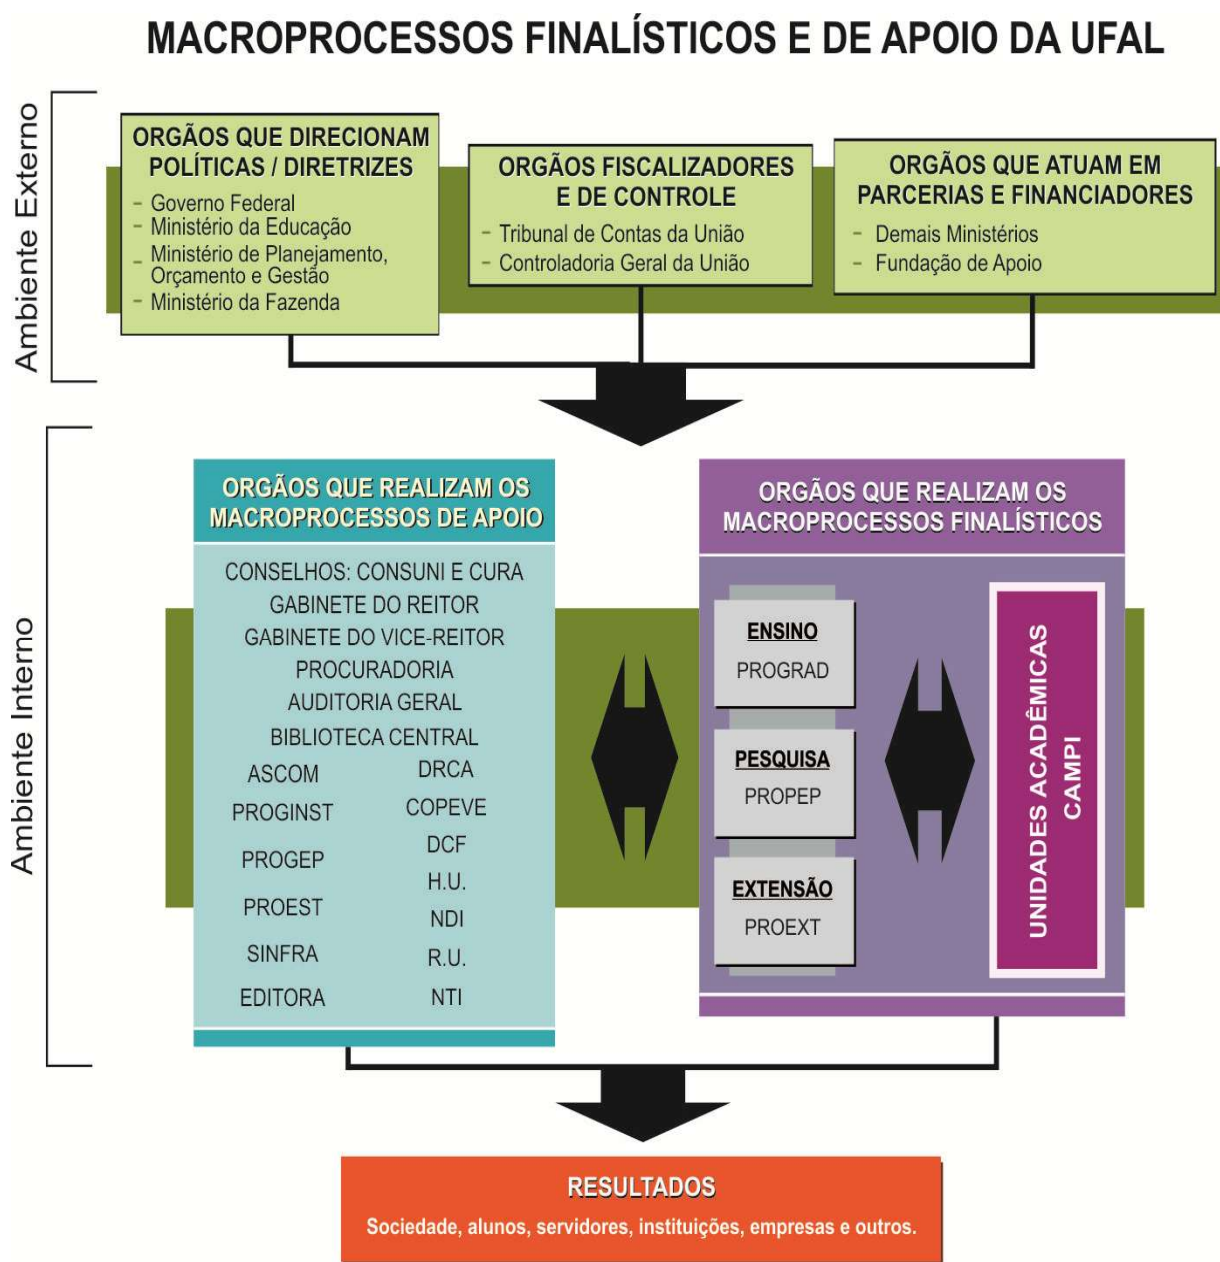 MACROPROCESSOS FINALÍSTICOS E DE APOIO DA UFAL
Ambiente Externo
ORGÃOS QUE DIRECIONAM
POLÍTICAS / DIRETRIZES
- Governo Federal
- Ministério da Educação
- Ministério de Planejamento,
Orçamento e Gestão
- Ministério da Fazenda
ORGÃOS FISCALIZADORES
E DE CONTROLE
- Tribunal de Contas da União
- Controladoria Geral da União
ORGÃOS QUE ATUAM EM
PARCERIAS E FINANCIADORES
- Demais Ministérios
- Fundação de Apoio
Ambiente Interno
ORGÃOS QUE REALIZAM OS
MACROPROCESSOS DE APOIO
CONSELHOS: CONSUNI E CURA
GABINETE DO REITOR
GABINETE DO VICE-REITOR
PROCURADORIA
AUDITORIA GERAL
BIBLIOTECA CENTRAL
ASCOM
PROGINST
PROGEP
PROEST
SINFRA
EDITORA
DRCA
COPEVE
DCF
H.U.
NDI
R.U.
NTI
ORGÃOS QUE REALIZAM OS
MACROPROCESSOS FINALÍSTICOS
ENSINO
PROGRAD
PESQUISA
PROPEP
EXTENSÃO
PROEXT
UNIDADES ACADÊMICAS
CAMPI
RESULTADOS
Sociedade, alunos, servidores, instituições, empresas e outros.